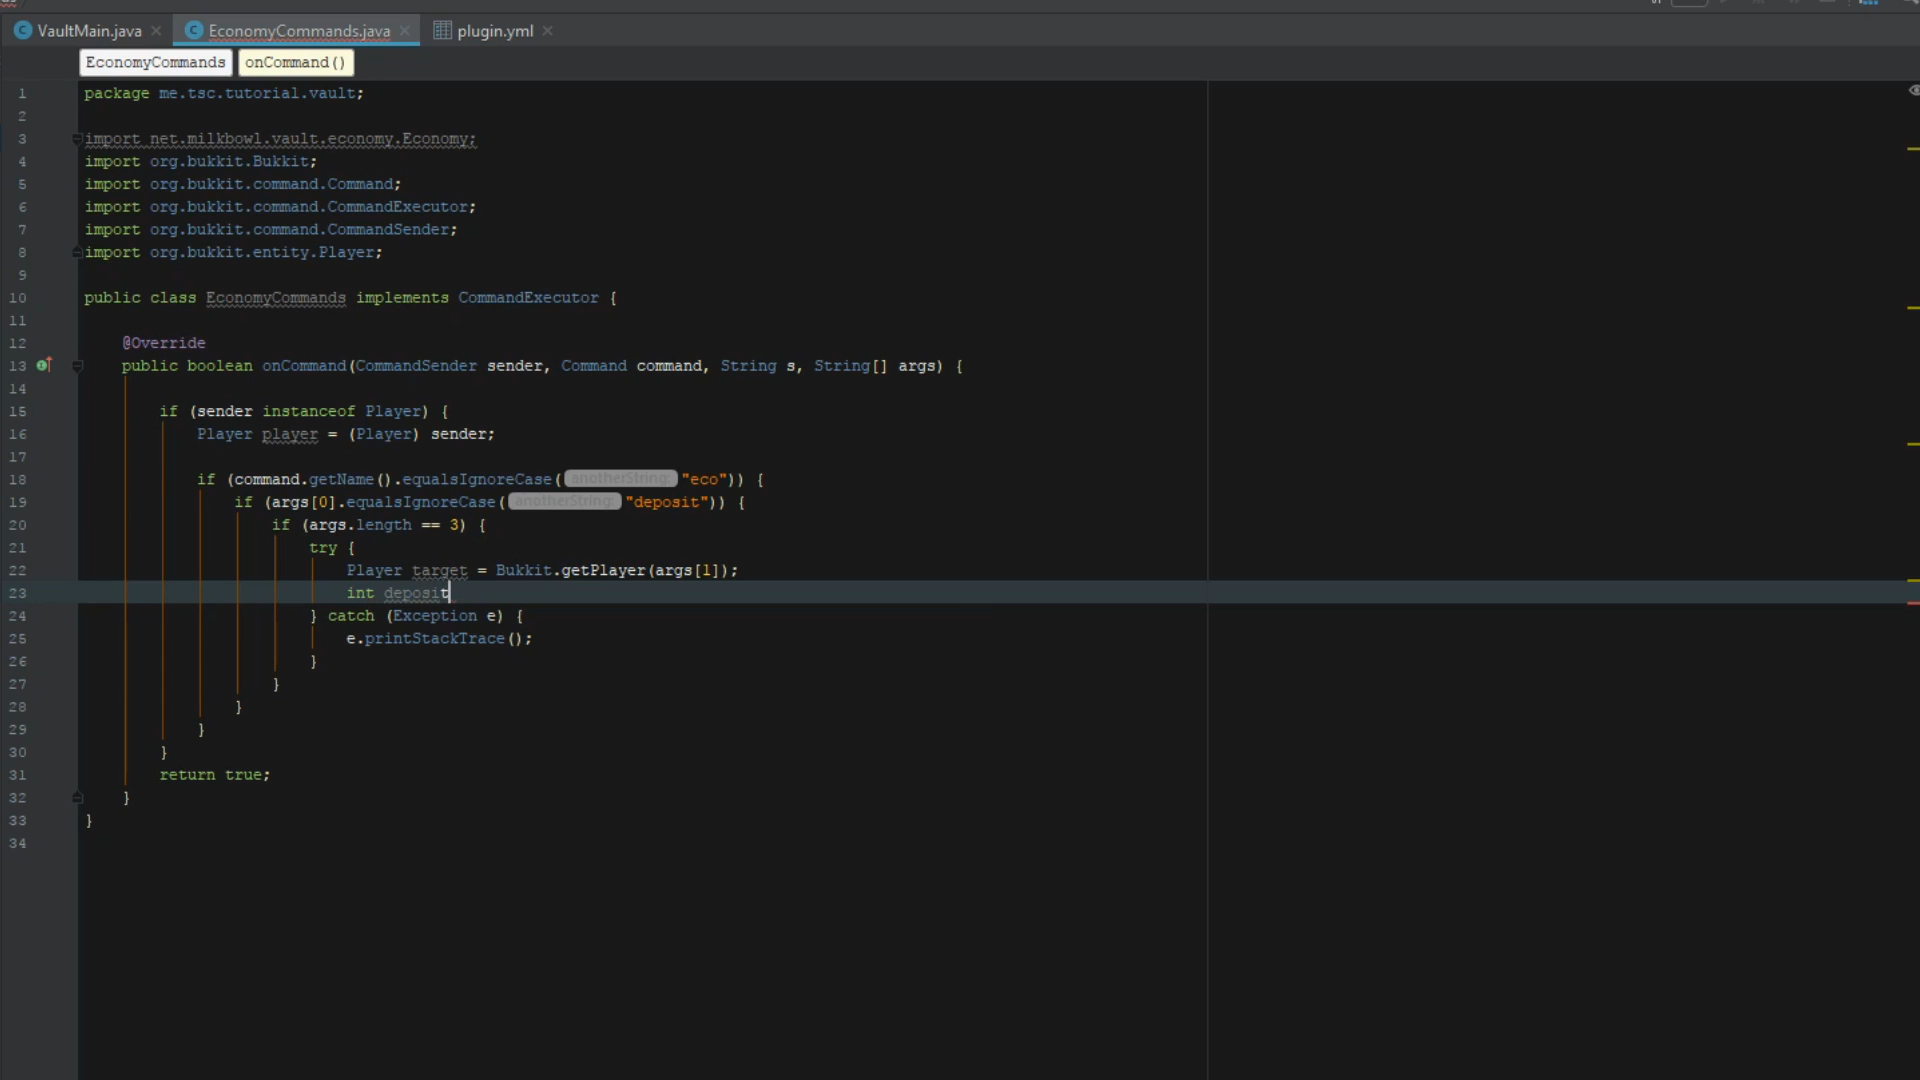 VaultMain.java EconomyCommands.java plugin.yml
EconomyCommands onCommand()
1 package me.tsc.tutorial.vault;
2
3 import net.milkbowl.vault.economy.Economy;
4 import org.bukkit.Bukkit;
5 import org.bukkit.command.Command;
6 import org.bukkit.command.CommandExecutor;
7 import org.bukkit.command.CommandSender;
8 import org.bukkit.entity.Player;
9
10 public class EconomyCommands implements CommandExecutor {
11
12 @Override
13 public boolean onCommand(CommandSender sender, Command command, String s, String[] args) {
14
15 if (sender instanceof Player) {
16 Player player = (Player) sender;
17
18 if (command.getName().equalsIgnoreCase( anotherString: "eco")) {
19 if (args[0].equalsIgnoreCase( anotherString: "deposit")) {
20 if (args.length == 3) {
21 try {
22 Player target = Bukkit.getPlayer(args[1]);
23 int deposit
24 } catch (Exception e) {
25 e.printStackTrace();
26 }
27 }
28 }
29 }
30 }
31 return true;
32 }
33 }
34